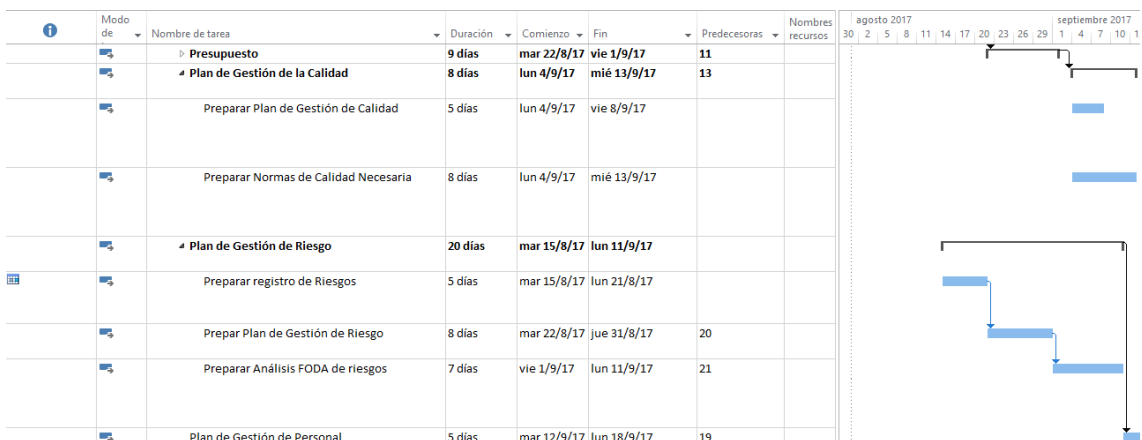 Modo de Nombre de tarea Duración Comienzo Fin Predecesoras Nombres recursos
agosto 2017 septiembre 2017
30 2 5 8 11 14 17 20 23 26 29 1 4 7 10
Presupuesto 9 días mar 22/8/17 vie 1/9/17 11
Plan de Gestión de la Calidad 8 días lun 4/9/17 mié 13/9/17 13
Preparar Plan de Gestión de Calidad 5 días lun 4/9/17 vie 8/9/17
Preparar Normas de Calidad Necesaria 8 días lun 4/9/17 mié 13/9/17
Plan de Gestión de Riesgo 20 días mar 15/8/17 lun 11/9/17
Preparar registro de Riesgos 5 días mar 15/8/17 lun 21/8/17
Prepar Plan de Gestión de Riesgo 8 días mar 22/8/17 jue 31/8/17 20
Preparar Análisis FODA de riesgos 7 días vie 1/9/17 lun 11/9/17 21
Plan de Gestión de Personal 5 días mar 12/9/17 lun 18/9/17 19